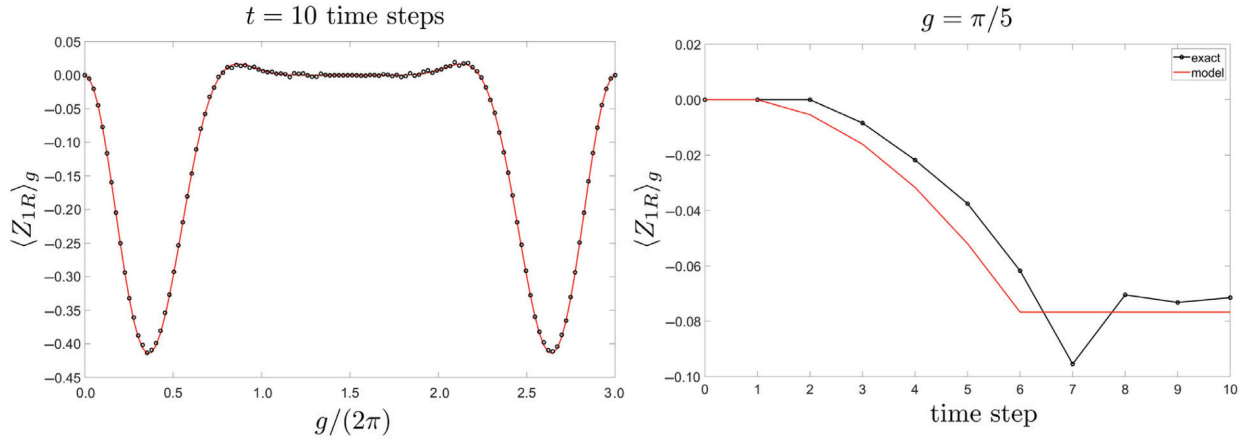 t = 10 time steps
0.05
0.00
−0.05
−0.10
−0.15
−0.20
−0.25
−0.30
−0.35
−0.40
−0.45
⟨Z1R⟩g
0.0 0.5 1.0 1.5 2.0 2.5 3.0
g/(2π)
g = π/5
0.02
0.00
−0.02
−0.04
−0.06
−0.08
−0.10
⟨Z1R⟩g
exact
model
0 1 2 3 4 5 6 7 8 9 10
time step